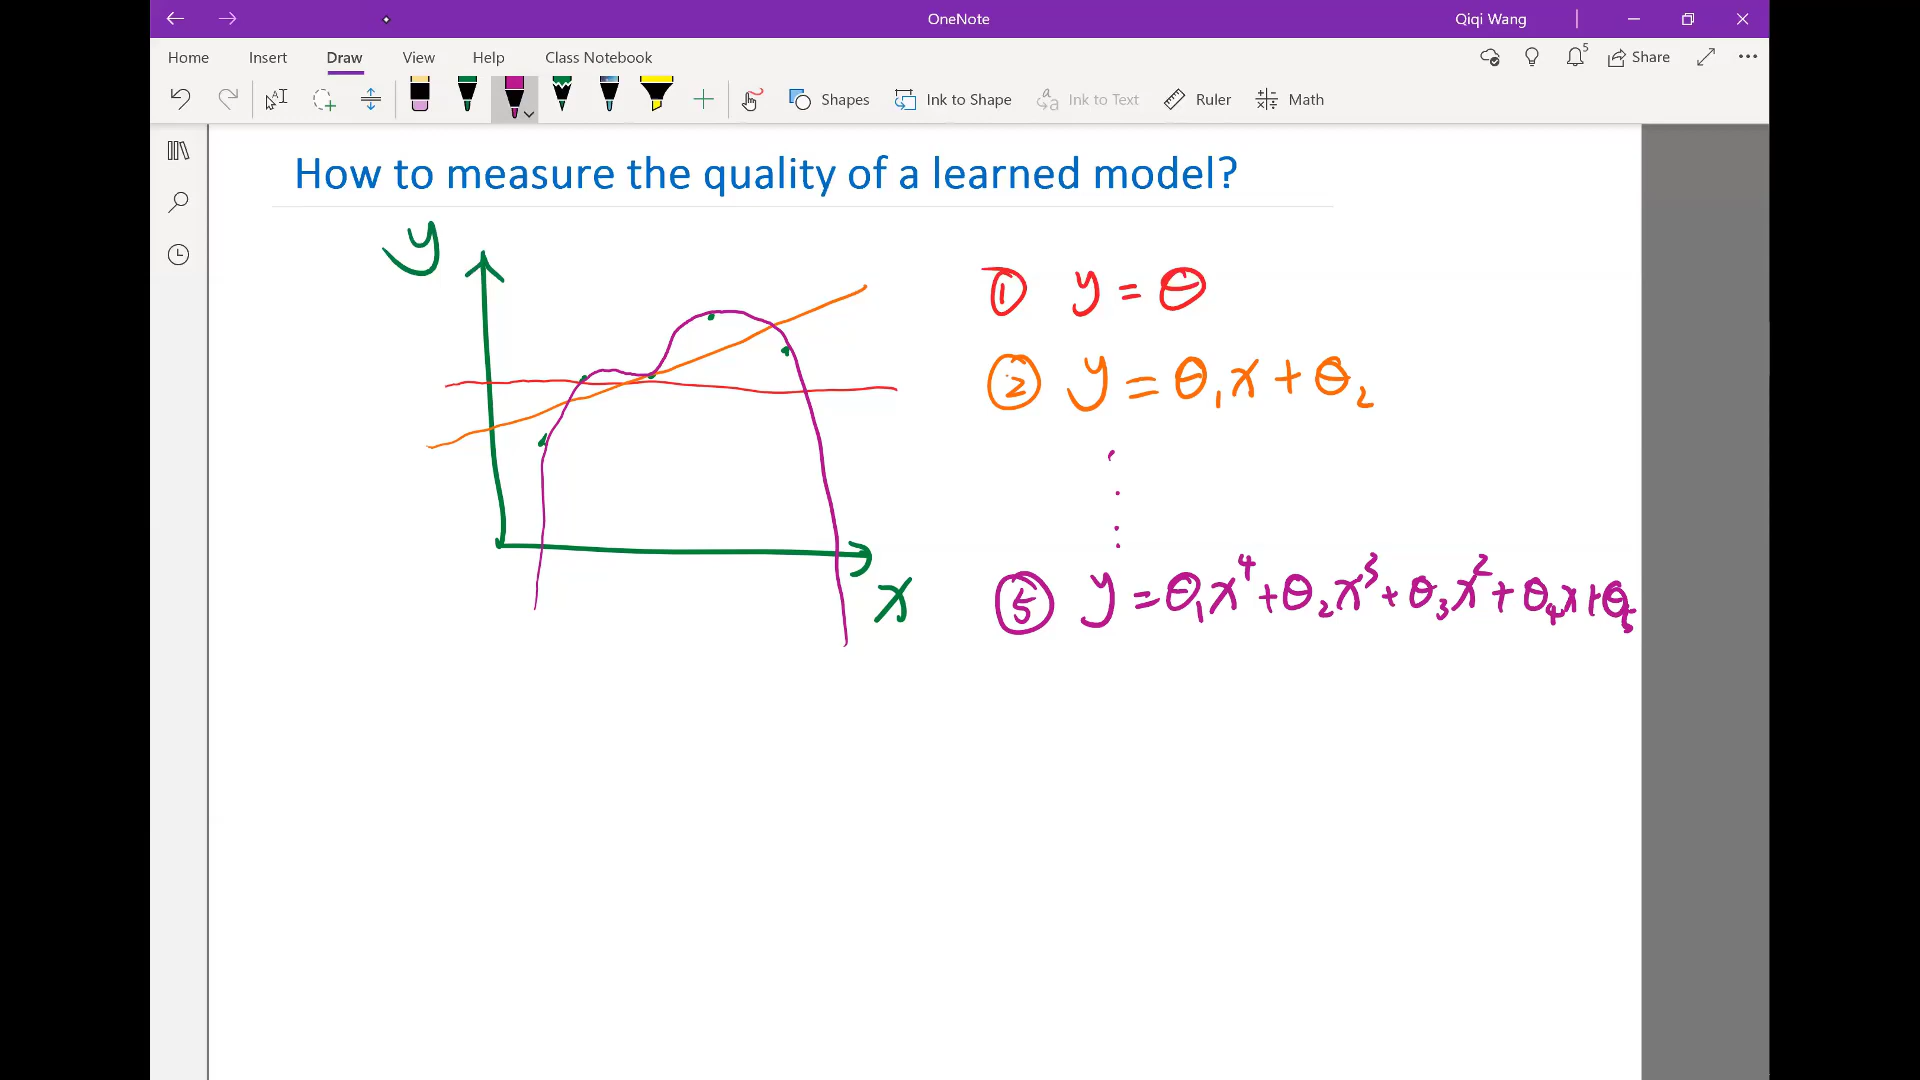 OneNote
Qiqi Wang
Home Insert Draw View Help Class Notebook
5
Share
Shapes Ink to Shape Ink to Text Ruler Math
How to measure the quality of a learned model?
y
x
① y = θ
② y = θ₁x + θ₂
⋮
⑤ y = θ₁x⁴ + θ₂x³ + θ₃x² + θ₄x + θ₅